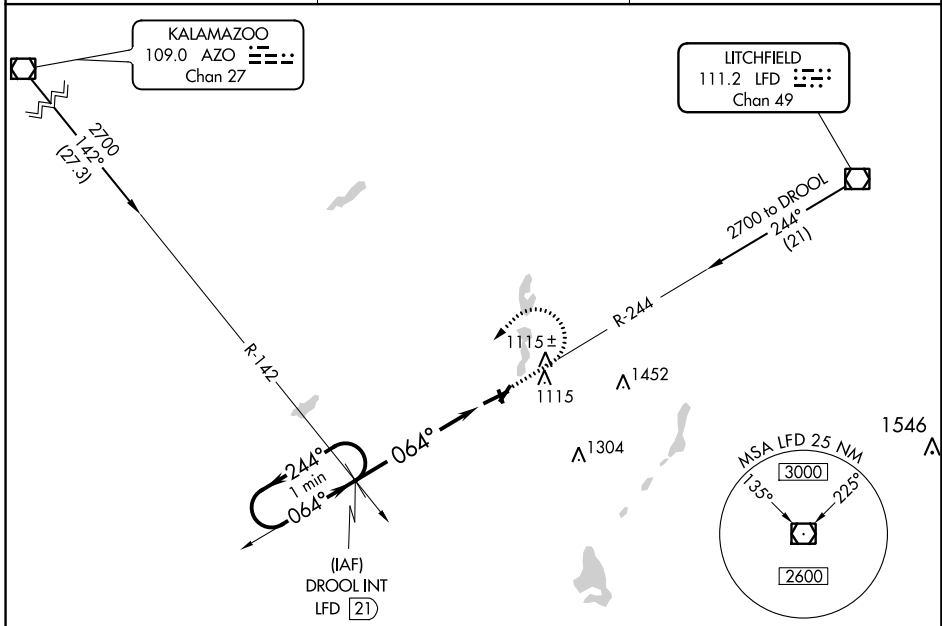 KALAMAZOO
109.0 AZO
Chan 27
LITCHFIELD
111.2 LFD
Chan 49
2700
142°
(27.3)
2700 to DROOL
244°
(21)
R-244
R-142
1115±
1115
1452
1304
1546
064°
244°
1 min
064°
(IAF)
DROOL INT
LFD 21
MSA LFD 25 NM
3000
135°
225°
2600